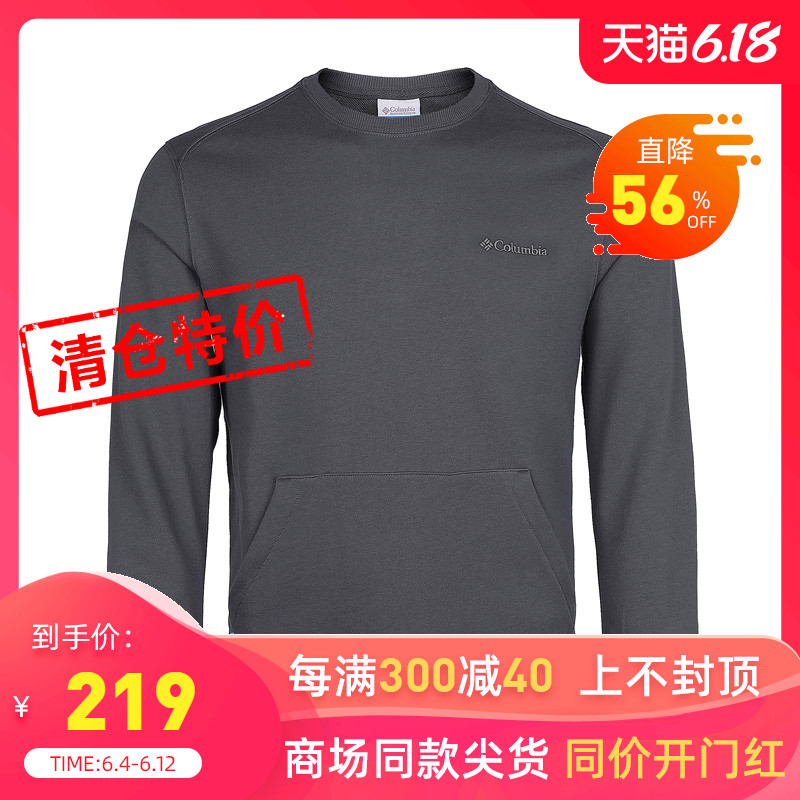 天猫6.18
Columbia
直降
56%
OFF
Columbia
清仓特价
到手价：
¥219
TIME:6.4-6.12
每满300减40 上不封顶
商场同款尖货 同价开门红